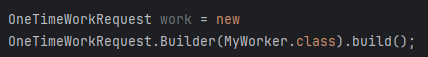 OneTimeWorkRequest work = new
OneTimeWorkRequest.Builder(MyWorker.class).build();